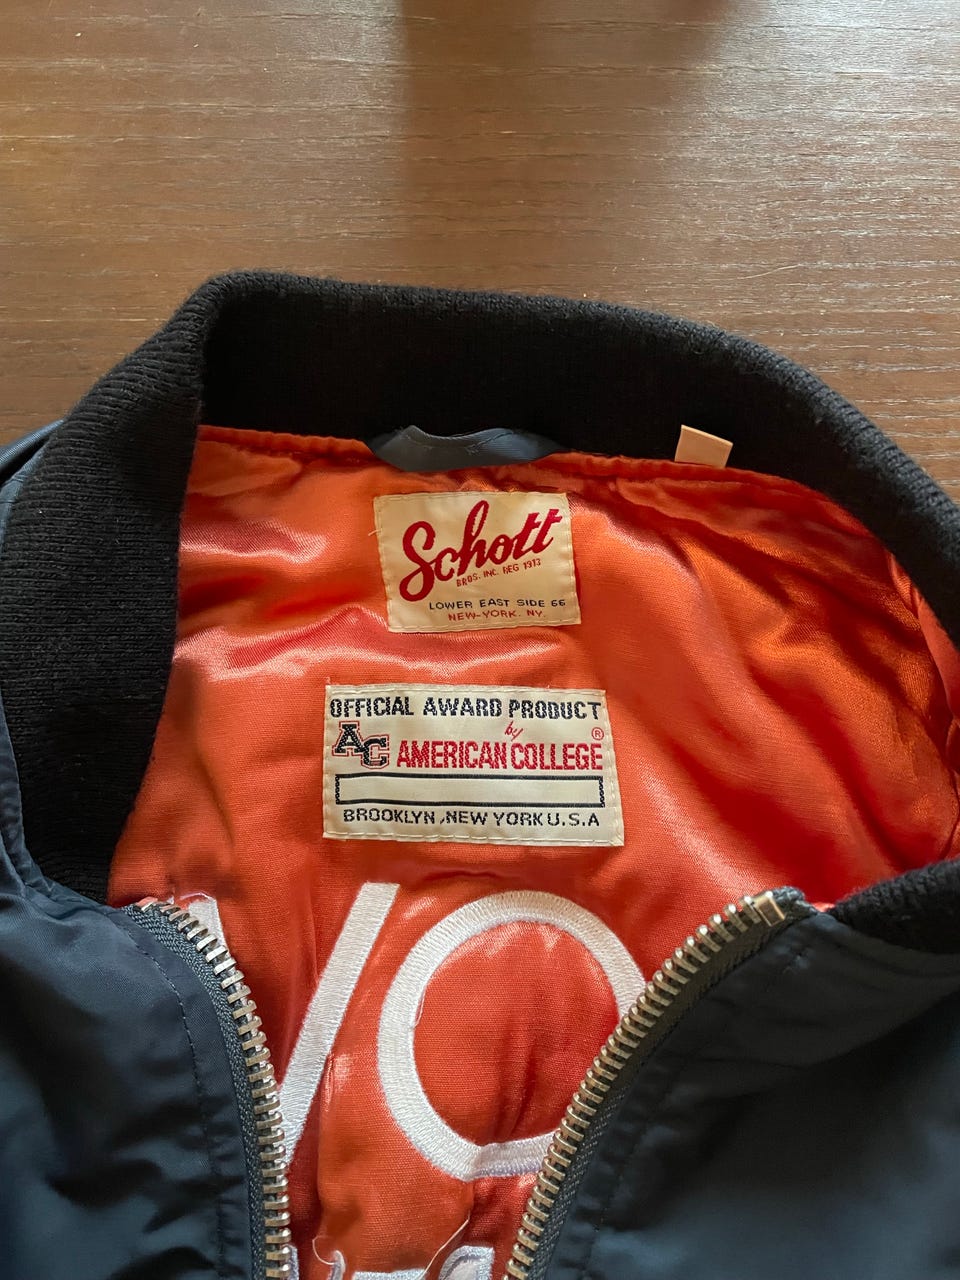 Schott
BROS. INC. REG 1913
LOWER EAST SIDE 66
NEW-YORK. NY.
OFFICIAL AWARD PRODUCT
by
AC AMERICAN COLLEGE ®
BROOKLYN ,NEW YORK U.S.A